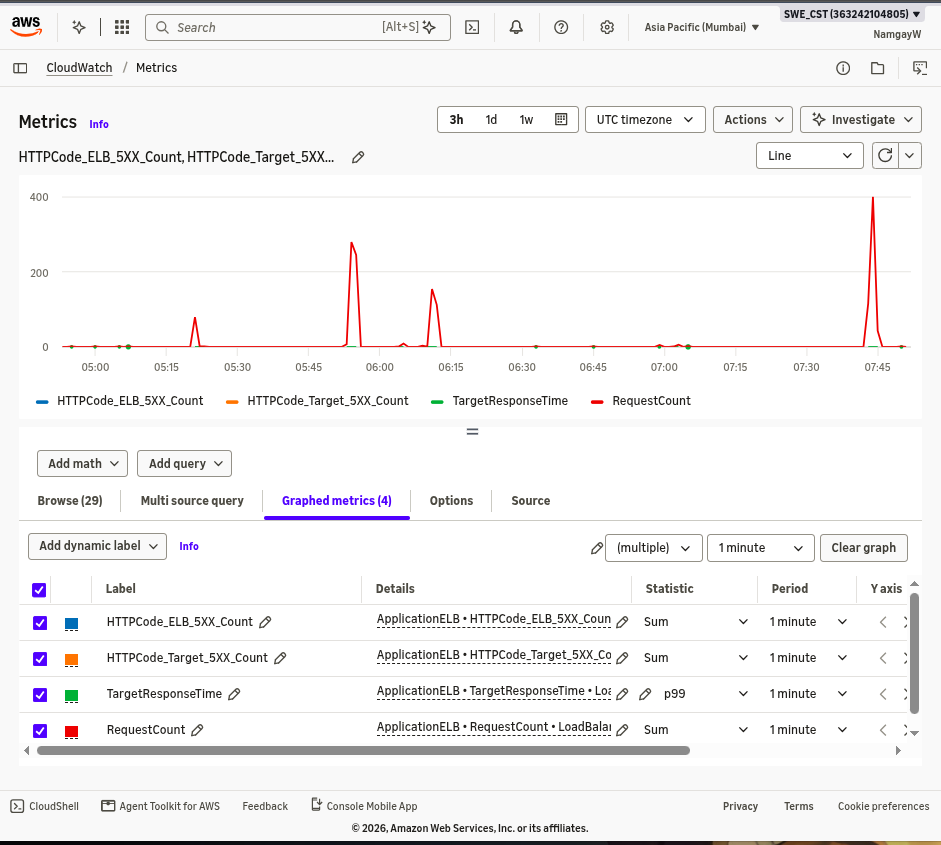 aws
Search [Alt+S]
Asia Pacific (Mumbai)
SWE_CST (363242104805)
NamgayW
CloudWatch / Metrics
Metrics Info
3h 1d 1w
UTC timezone
Actions
Investigate
HTTPCode_ELB_5XX_Count, HTTPCode_Target_5XX...
Line
400
200
0
05:00 05:15 05:30 05:45 06:00 06:15 06:30 06:45 07:00 07:15 07:30 07:45
HTTPCode_ELB_5XX_Count HTTPCode_Target_5XX_Count TargetResponseTime RequestCount
Add math Add query
Browse (29) Multi source query Graphed metrics (4) Options Source
Add dynamic label Info (multiple) 1 minute Clear graph
Label Details Statistic Period Y axis
HTTPCode_ELB_5XX_Count ApplicationELB • HTTPCode_ELB_5XX_Coun Sum 1 minute
HTTPCode_Target_5XX_Count ApplicationELB • HTTPCode_Target_5XX_Co Sum 1 minute
TargetResponseTime ApplicationELB • TargetResponseTime • Loa p99 1 minute
RequestCount ApplicationELB • RequestCount • LoadBalar Sum 1 minute
CloudShell Agent Toolkit for AWS Feedback Console Mobile App Privacy Terms Cookie preferences
© 2026, Amazon Web Services, Inc. or its affiliates.